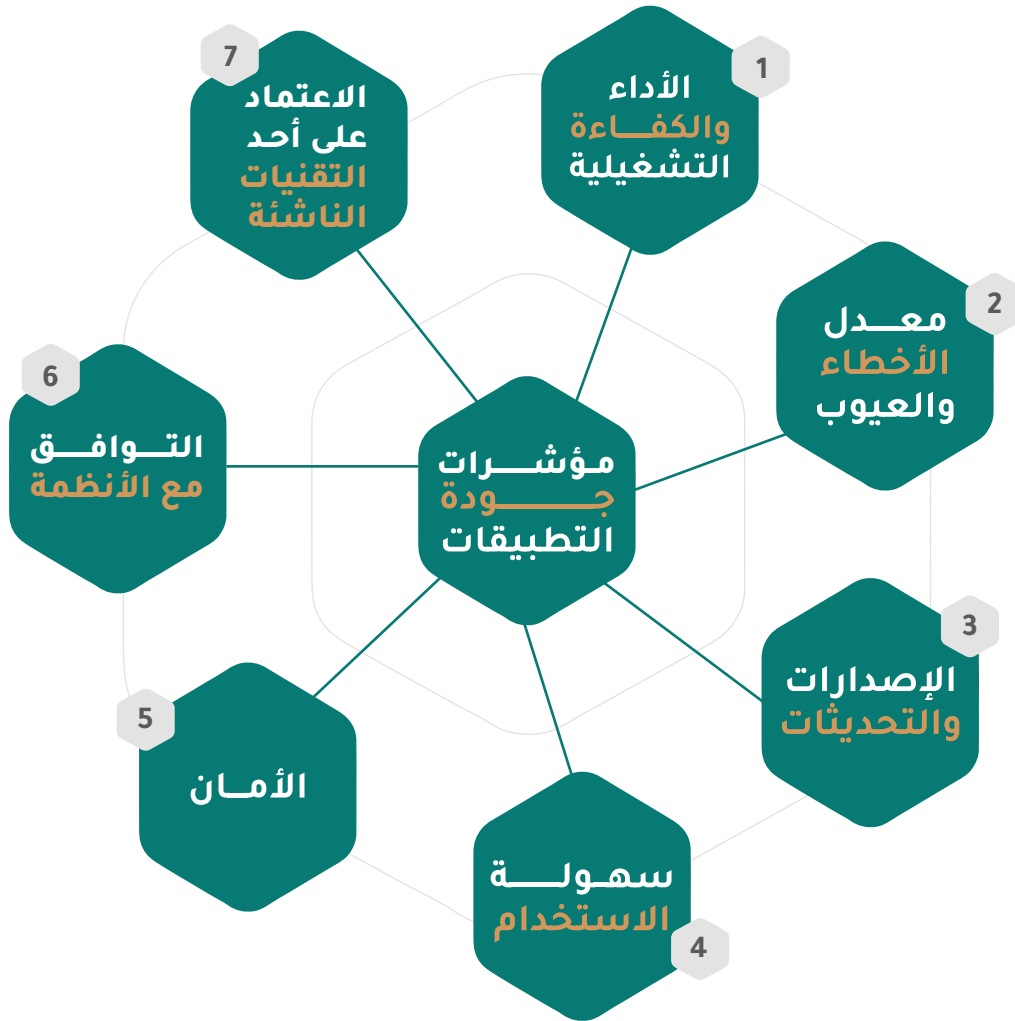 مؤشرات
جودة
التطبيقات
1
الأداء
والكفاءة
التشغيلية
2
معدل
الأخطاء
والعيوب
3
الإصدارات
والتحديثات
4
سهولة
الاستخدام
5
الأمان
6
التوافق
مع الأنظمة
7
الاعتماد
على أحد
التقنيات
الناشئة